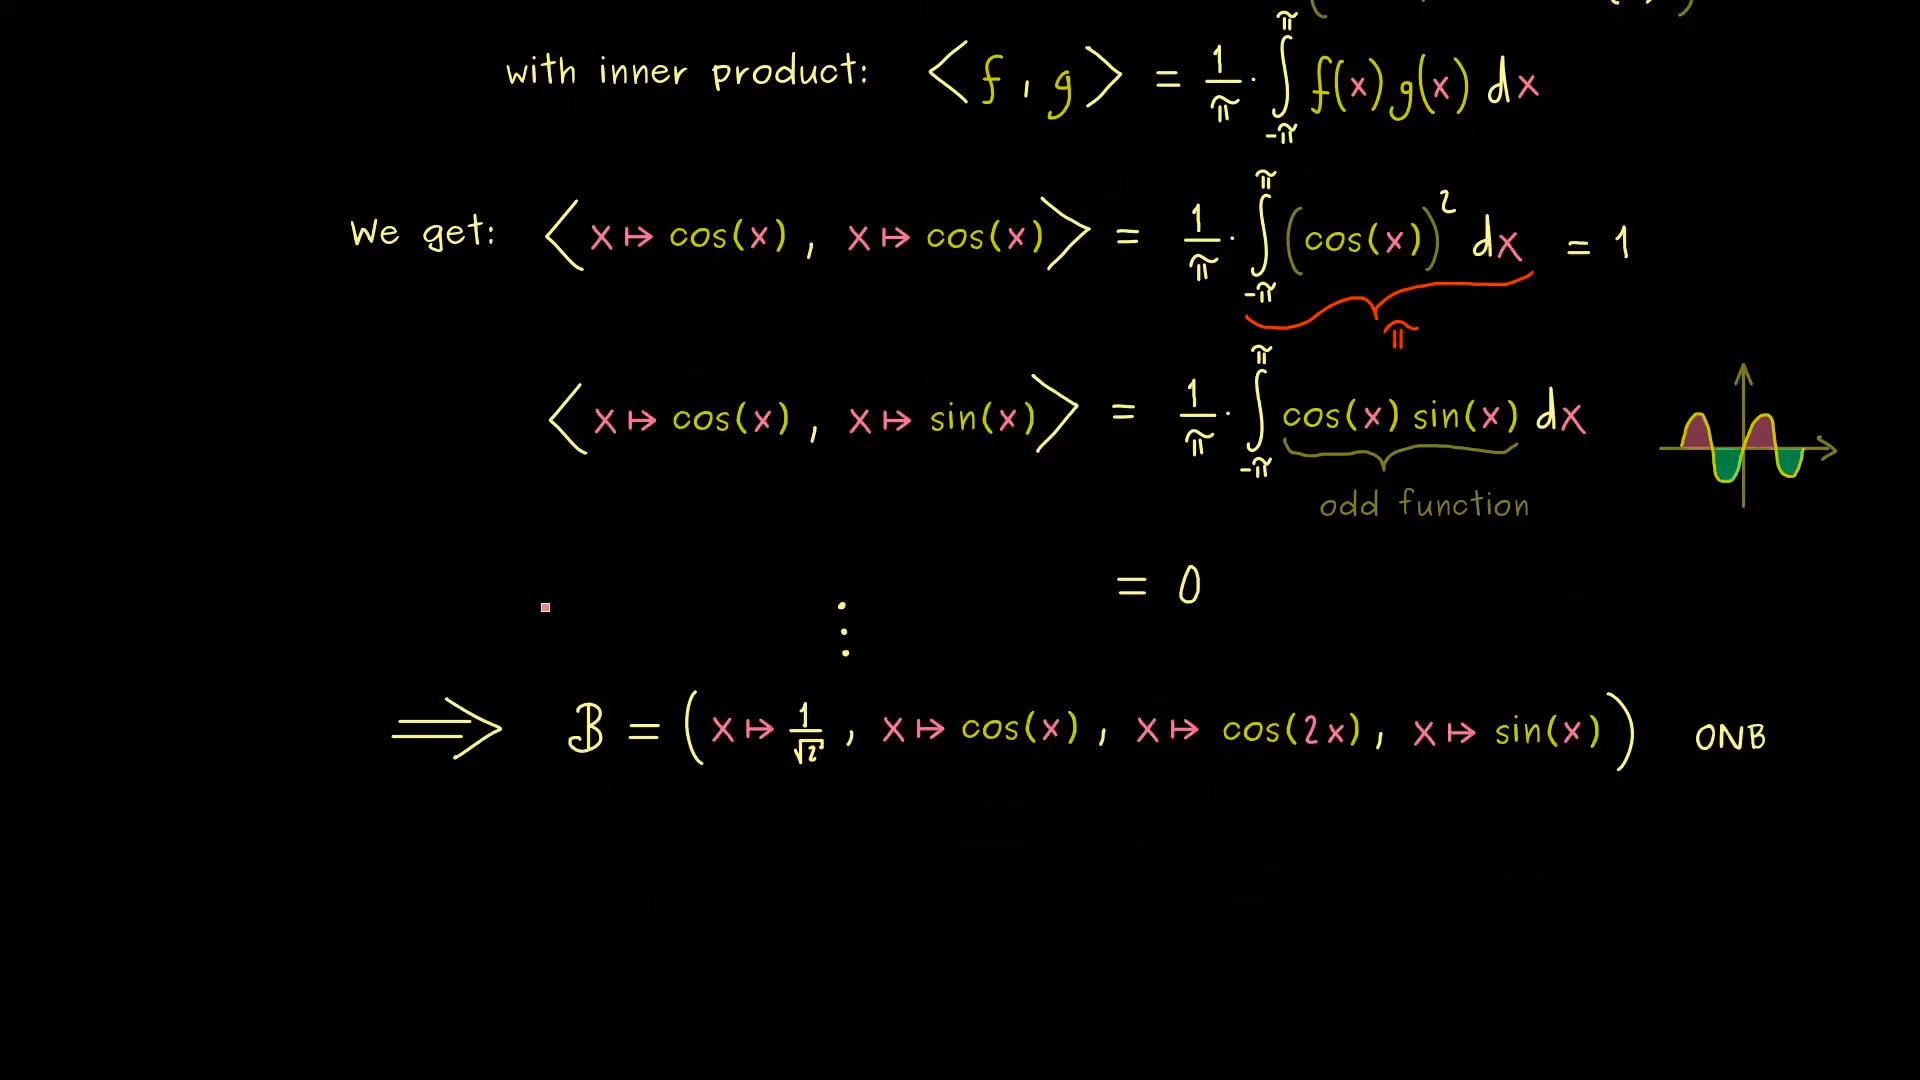 with inner product: ⟨f, g⟩ = 1/π · ∫_{-π}^{π} f(x) g(x) dx
We get: ⟨x ↦ cos(x), x ↦ cos(x)⟩ = 1/π · ∫_{-π}^{π} (cos(x))² dx = 1
π
⟨x ↦ cos(x), x ↦ sin(x)⟩ = 1/π · ∫_{-π}^{π} cos(x) sin(x) dx
odd function
= 0
⋮
⟹ B = (x ↦ 1/√2, x ↦ cos(x), x ↦ cos(2x), x ↦ sin(x)) ONB